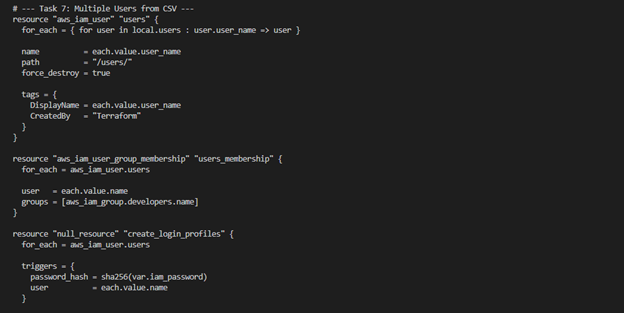 # --- Task 7: Multiple Users from CSV ---
resource "aws_iam_user" "users" {
  for_each = { for user in local.users : user.user_name => user }

  name          = each.value.user_name
  path          = "/users/"
  force_destroy = true

  tags = {
    DisplayName = each.value.user_name
    CreatedBy   = "Terraform"
  }
}

resource "aws_iam_user_group_membership" "users_membership" {
  for_each = aws_iam_user.users

  user   = each.value.name
  groups = [aws_iam_group.developers.name]
}

resource "null_resource" "create_login_profiles" {
  for_each = aws_iam_user.users

  triggers = {
    password_hash = sha256(var.iam_password)
    user          = each.value.name
  }